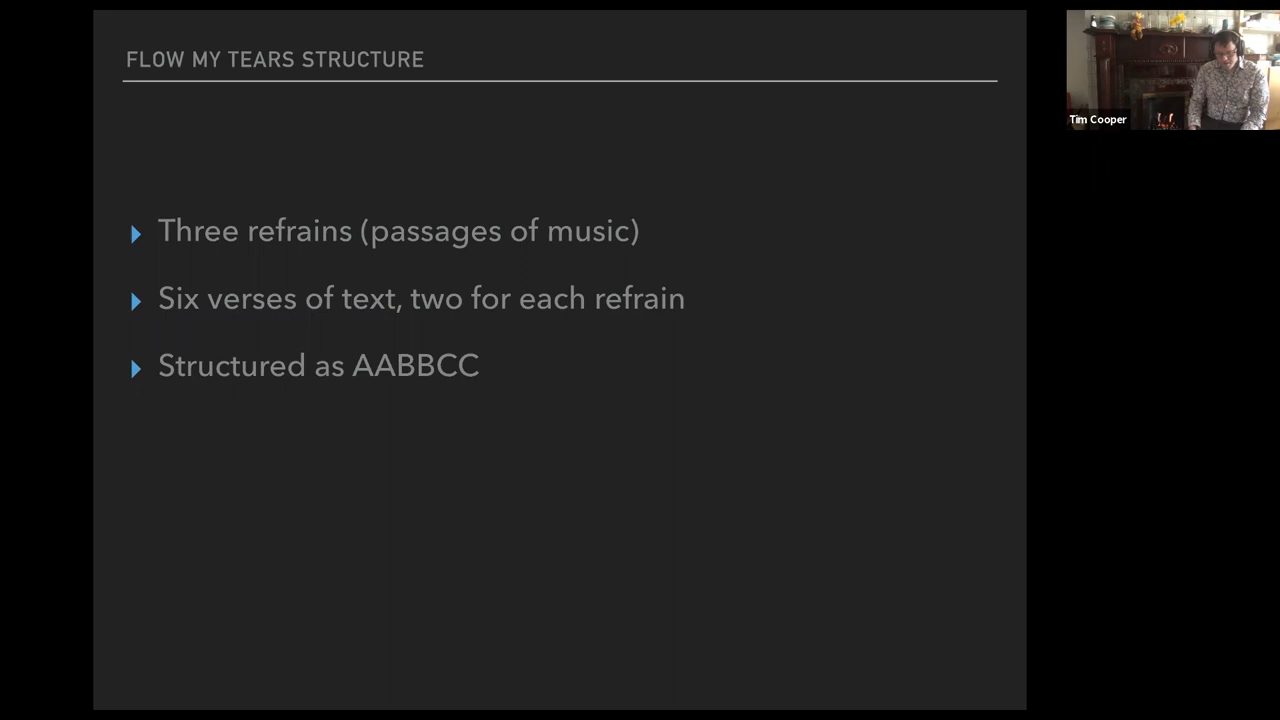 FLOW MY TEARS STRUCTURE
Three refrains (passages of music)
Six verses of text, two for each refrain
Structured as AABBCC
Tim Cooper